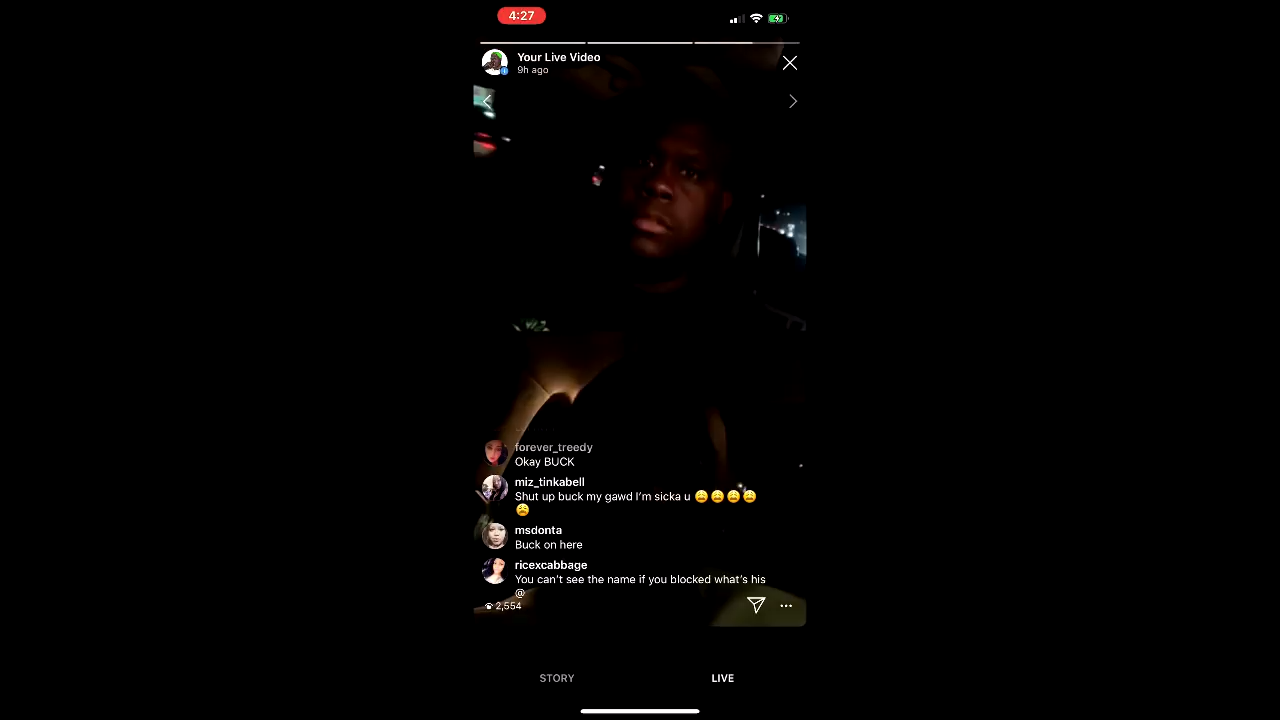 4:27
Your Live Video
9h ago
forever_treedy
Okay BUCK
miz_tinkabell
Shut up buck my gawd I'm sicka u 😩😩😩😩
😩
msdonta
Buck on here
ricexcabbage
You can't see the name if you blocked what's his
@
2,554
STORY LIVE